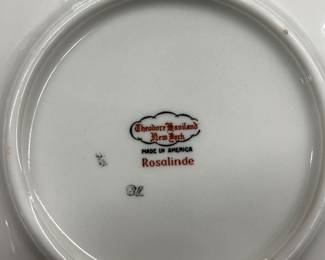 Theodore Haviland
New York
MADE IN AMERICA
Rosalinde